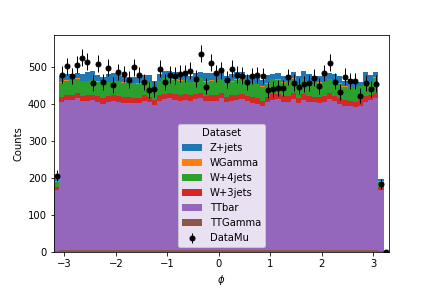 500
400
300
200
100
0
Counts
Dataset
Z+jets
WGamma
W+4jets
W+3jets
TTbar
TTGamma
DataMu
−3 −2 −1 0 1 2 3
ϕ